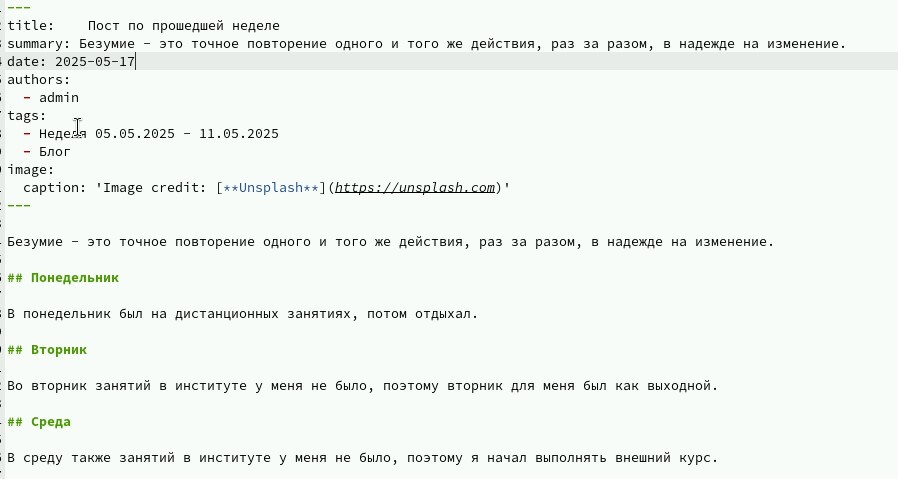 ---
title:    Пост по прошедшей неделе
summary: Безумие - это точное повторение одного и того же действия, раз за разом, в надежде на изменение.
date: 2025-05-17
authors:
  - admin
tags:
  - Неделя 05.05.2025 - 11.05.2025
  - Блог
image:
  caption: 'Image credit: [**Unsplash**](https://unsplash.com)'
---
Безумие - это точное повторение одного и того же действия, раз за разом, в надежде на изменение.
## Понедельник
В понедельник был на дистанционных занятиях, потом отдыхал.
## Вторник
Во вторник занятий в институте у меня не было, поэтому вторник для меня был как выходной.
## Среда
В среду также занятий в институте у меня не было, поэтому я начал выполнять внешний курс.